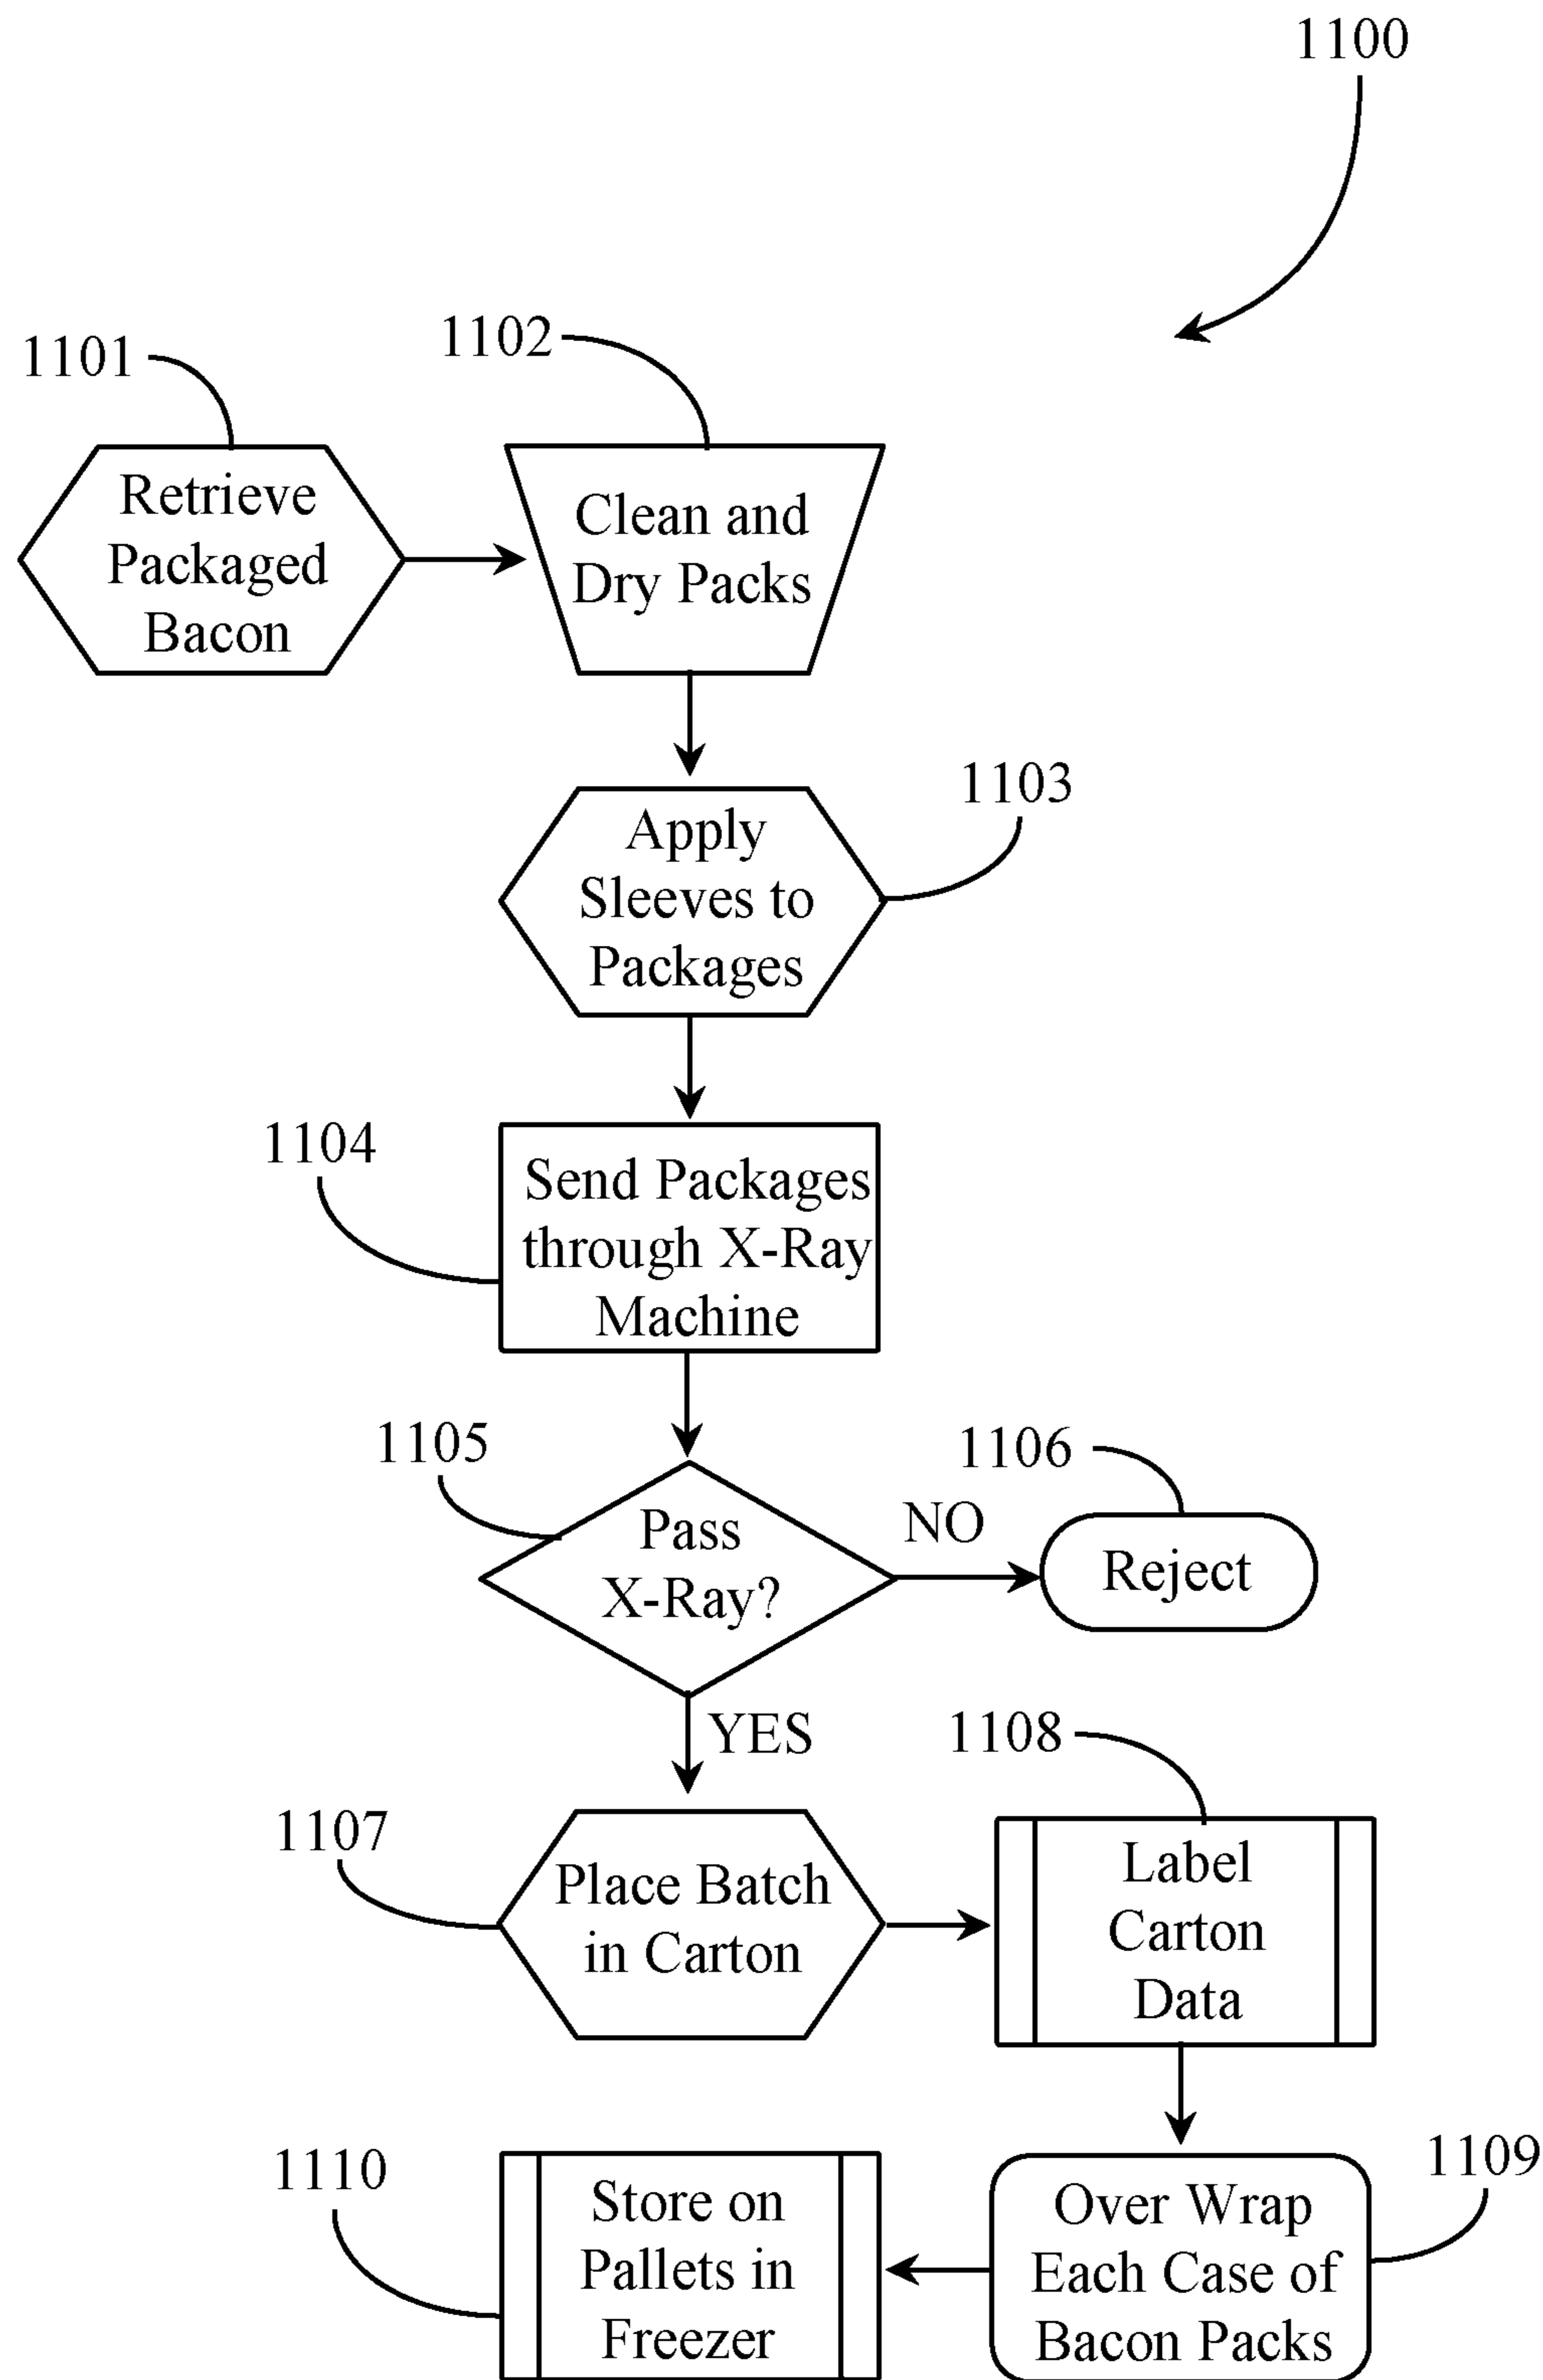 1100
1101
1102
Retrieve
Packaged
Bacon
Clean and
Dry Packs
1103
Apply
Sleeves to
Packages
1104
Send Packages
through X-Ray
Machine
1105
Pass
X-Ray?
NO
1106
Reject
YES
1107
Place Batch
in Carton
1108
Label
Carton
Data
1109
Over Wrap
Each Case of
Bacon Packs
1110
Store on
Pallets in
Freezer